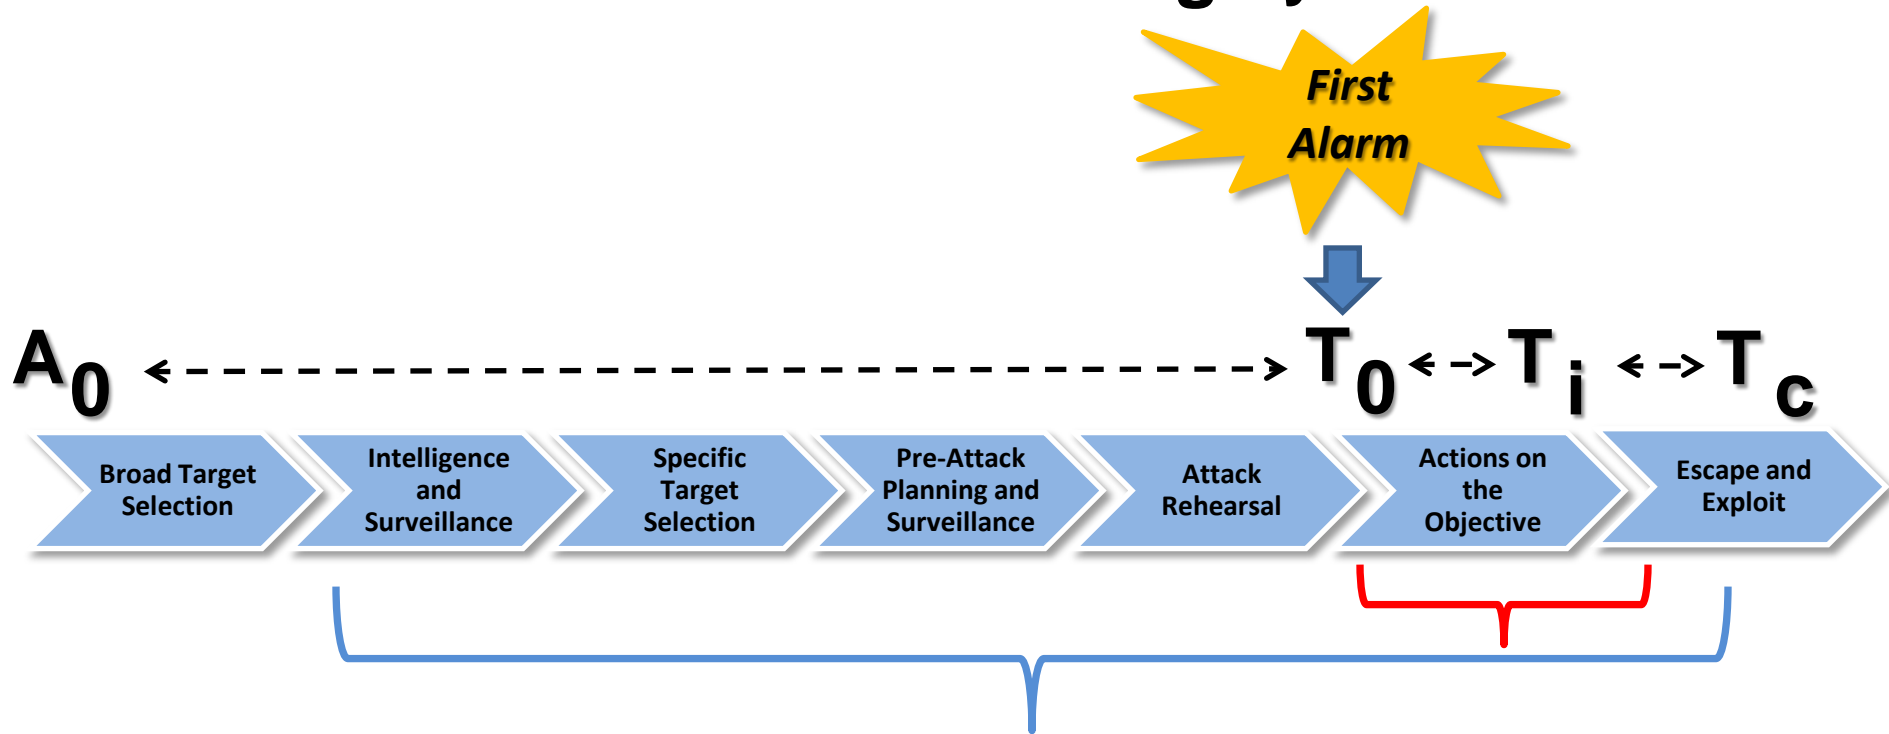 First
Alarm
A0
T0
Ti
Tc
Broad Target
Selection
Intelligence
and
Surveillance
Specific
Target
Selection
Pre-Attack
Planning and
Surveillance
Attack
Rehearsal
Actions on
the
Objective
Escape and
Exploit